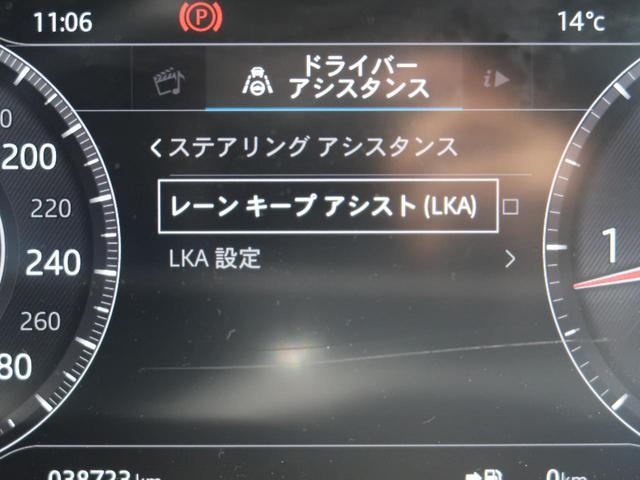 11:06
P
14°C
ドライバー
アシスタンス
i
ステアリング アシスタンス
レーン キープ アシスト (LKA)
LKA 設定
200
220
240
260
80
1
038723 km
0km